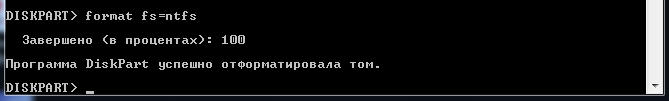 DISKPART> format fs=ntfs
Завершено (в процентах): 100
Программа DiskPart успешно отформатировала том.
DISKPART> _